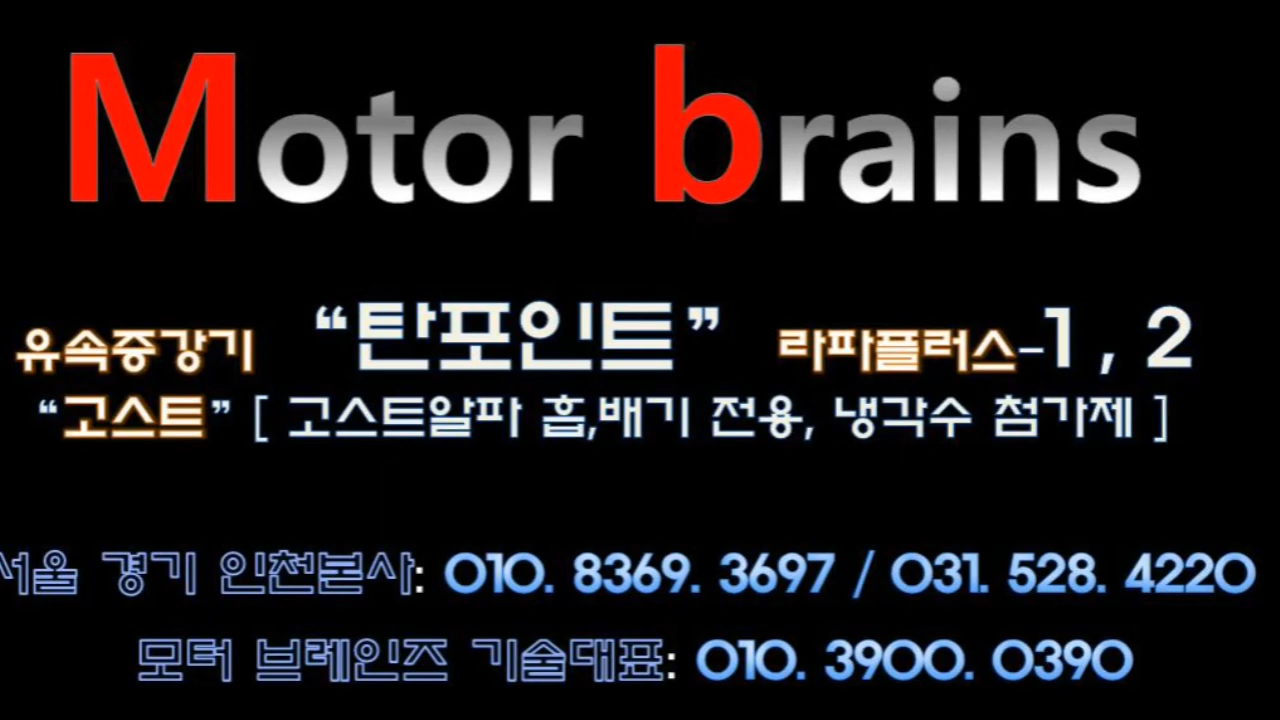 Motor brains
유속증강기 “탄포인트” 라파플러스-1 , 2
“고스트” [ 고스트알파 흡,배기 전용, 냉각수 첨가제 ]
서울 경기 인천본사: 010. 8369. 3697 / 031. 528. 4220
모터 브레인즈 기술대표: 010. 3900. 0390